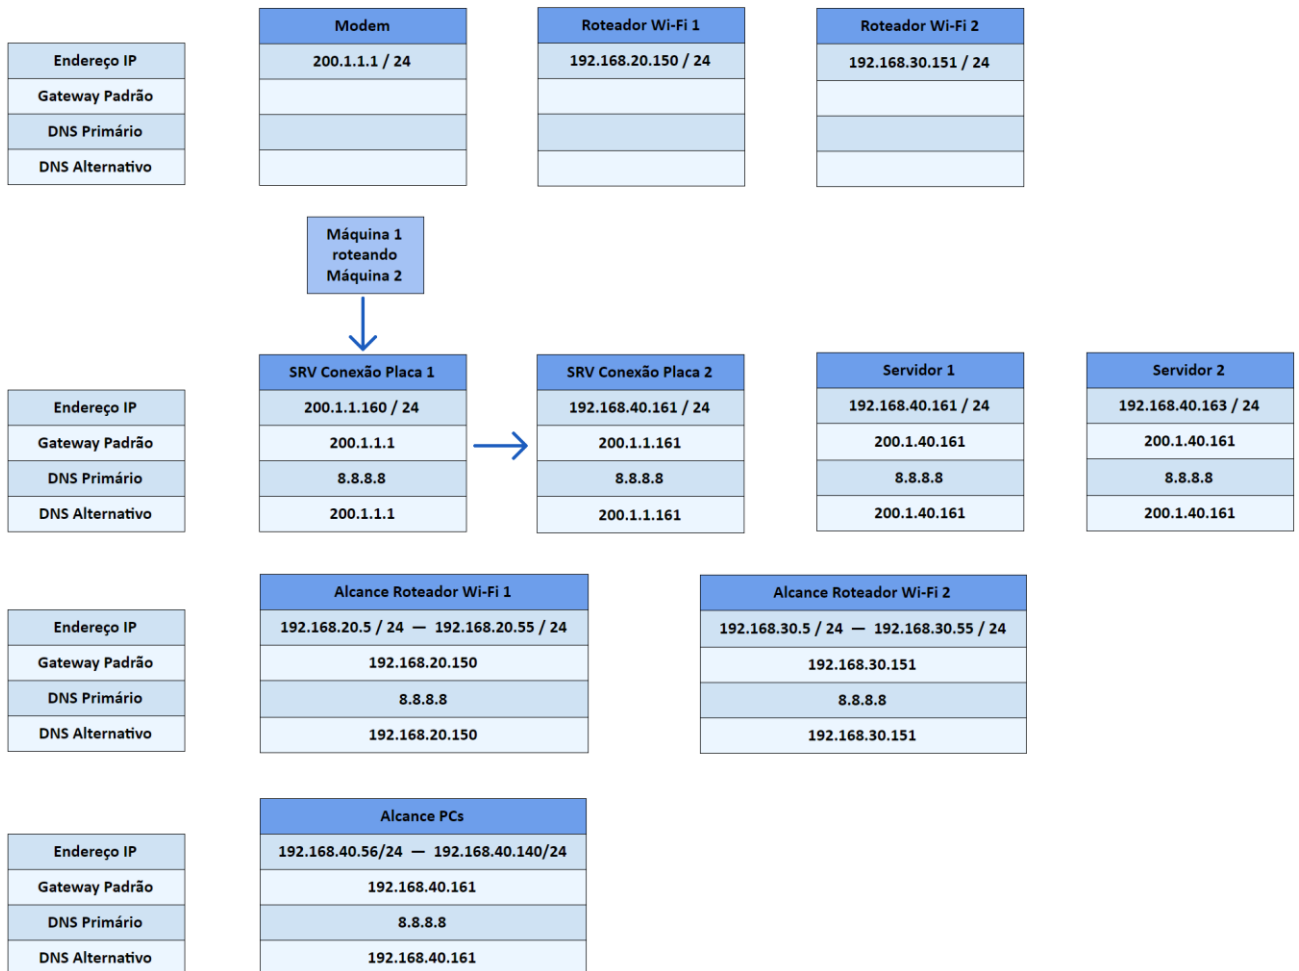 Modem
Roteador Wi-Fi 1
Roteador Wi-Fi 2
Endereço IP
200.1.1.1 / 24
192.168.20.150 / 24
192.168.30.151 / 24
Gateway Padrão
DNS Primário
DNS Alternativo
Máquina 1
roteando
Máquina 2
SRV Conexão Placa 1
SRV Conexão Placa 2
Servidor 1
Servidor 2
Endereço IP
200.1.1.160 / 24
192.168.40.161 / 24
192.168.40.161 / 24
192.168.40.163 / 24
Gateway Padrão
200.1.1.1
200.1.1.161
200.1.40.161
200.1.40.161
DNS Primário
8.8.8.8
8.8.8.8
8.8.8.8
8.8.8.8
DNS Alternativo
200.1.1.1
200.1.1.161
200.1.40.161
200.1.40.161
Alcance Roteador Wi-Fi 1
Alcance Roteador Wi-Fi 2
Endereço IP
192.168.20.5 / 24 — 192.168.20.55 / 24
192.168.30.5 / 24 — 192.168.30.55 / 24
Gateway Padrão
192.168.20.150
192.168.30.151
DNS Primário
8.8.8.8
8.8.8.8
DNS Alternativo
192.168.20.150
192.168.30.151
Alcance PCs
Endereço IP
192.168.40.56/24 — 192.168.40.140/24
Gateway Padrão
192.168.40.161
DNS Primário
8.8.8.8
DNS Alternativo
192.168.40.161